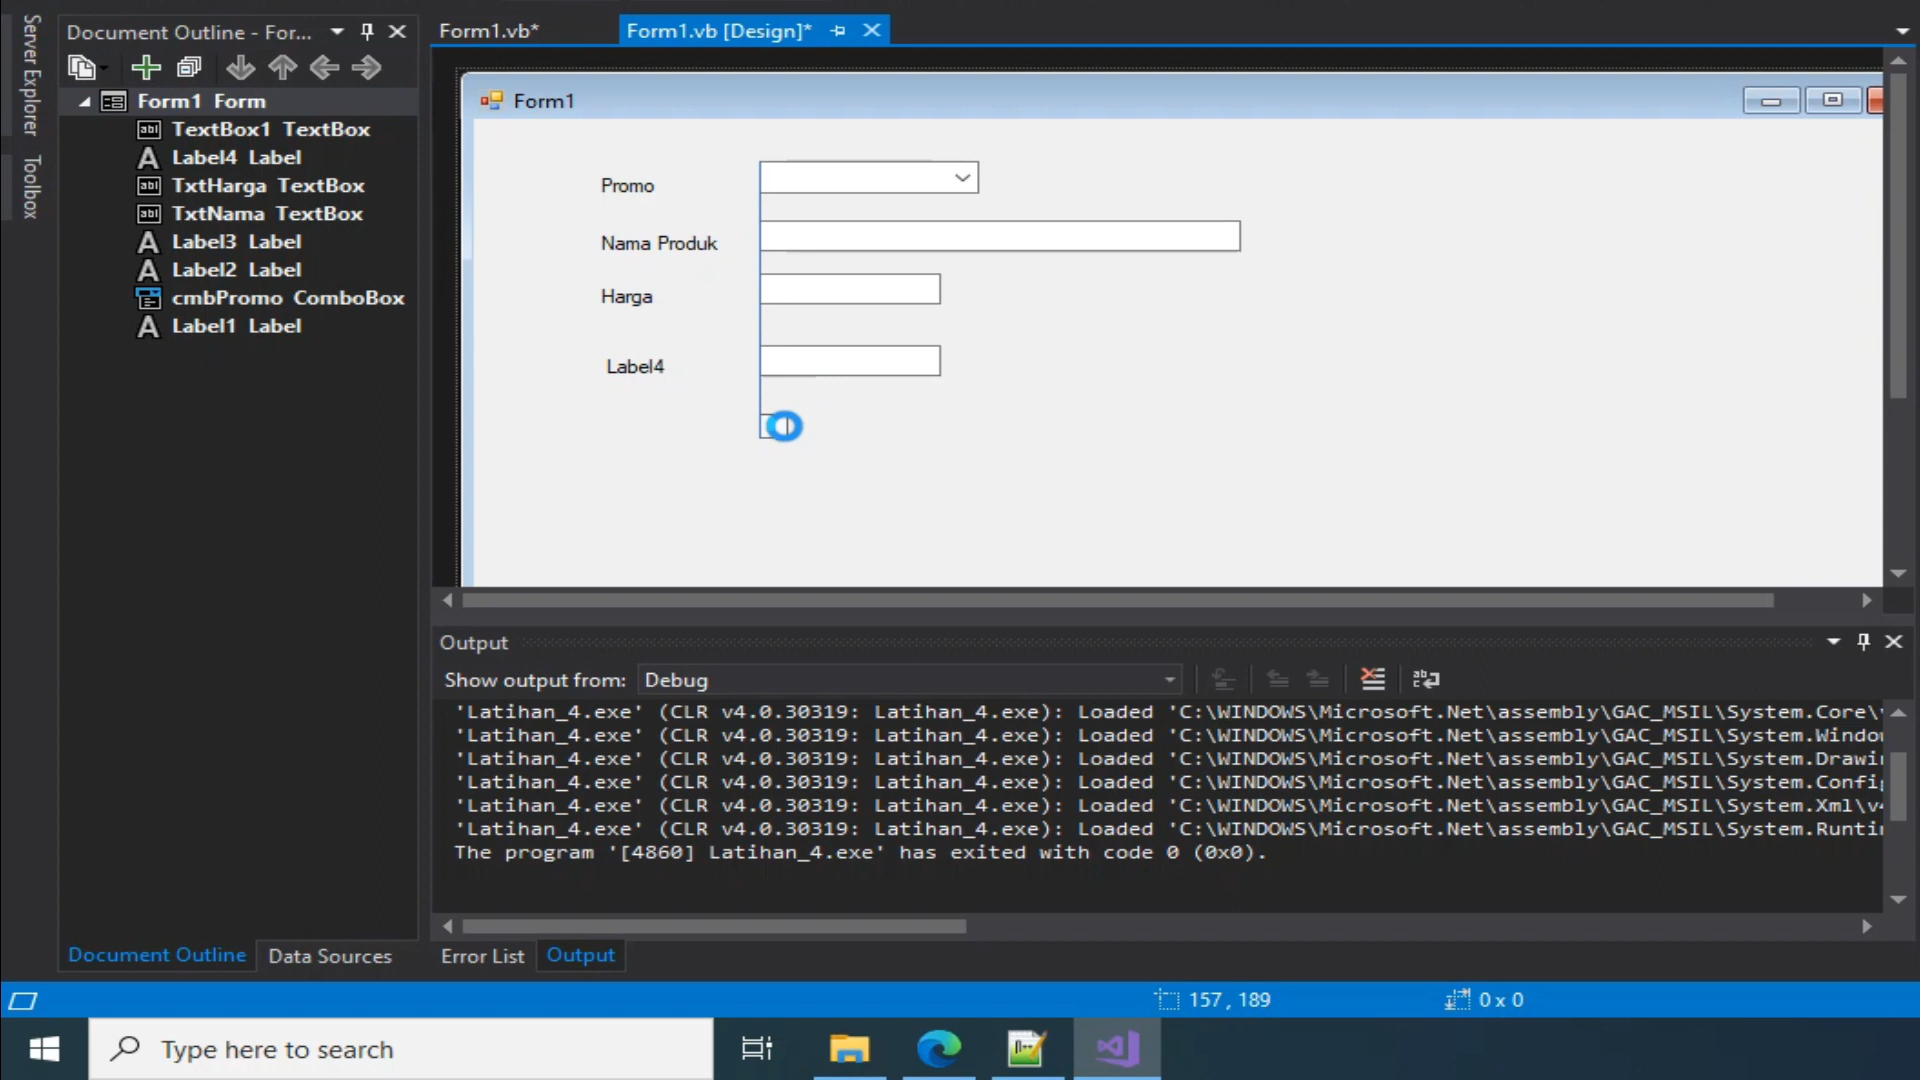 Server Explorer
Toolbox
Document Outline - For...
Form1 Form
TextBox1 TextBox
Label4 Label
TxtHarga TextBox
TxtNama TextBox
Label3 Label
Label2 Label
cmbPromo ComboBox
Label1 Label
Document Outline
Data Sources
Form1.vb*
Form1.vb [Design]*
Form1
Promo
Nama Produk
Harga
Label4
Output
Show output from: Debug
'Latihan_4.exe' (CLR v4.0.30319: Latihan_4.exe): Loaded 'C:\WINDOWS\Microsoft.Net\assembly\GAC_MSIL\System.Core\
'Latihan_4.exe' (CLR v4.0.30319: Latihan_4.exe): Loaded 'C:\WINDOWS\Microsoft.Net\assembly\GAC_MSIL\System.Window
'Latihan_4.exe' (CLR v4.0.30319: Latihan_4.exe): Loaded 'C:\WINDOWS\Microsoft.Net\assembly\GAC_MSIL\System.Drawi
'Latihan_4.exe' (CLR v4.0.30319: Latihan_4.exe): Loaded 'C:\WINDOWS\Microsoft.Net\assembly\GAC_MSIL\System.Config
'Latihan_4.exe' (CLR v4.0.30319: Latihan_4.exe): Loaded 'C:\WINDOWS\Microsoft.Net\assembly\GAC_MSIL\System.Xml\v4
'Latihan_4.exe' (CLR v4.0.30319: Latihan_4.exe): Loaded 'C:\WINDOWS\Microsoft.Net\assembly\GAC_MSIL\System.Runti
The program '[4860] Latihan_4.exe' has exited with code 0 (0x0).
Error List
Output
157 , 189
0 x 0
Type here to search